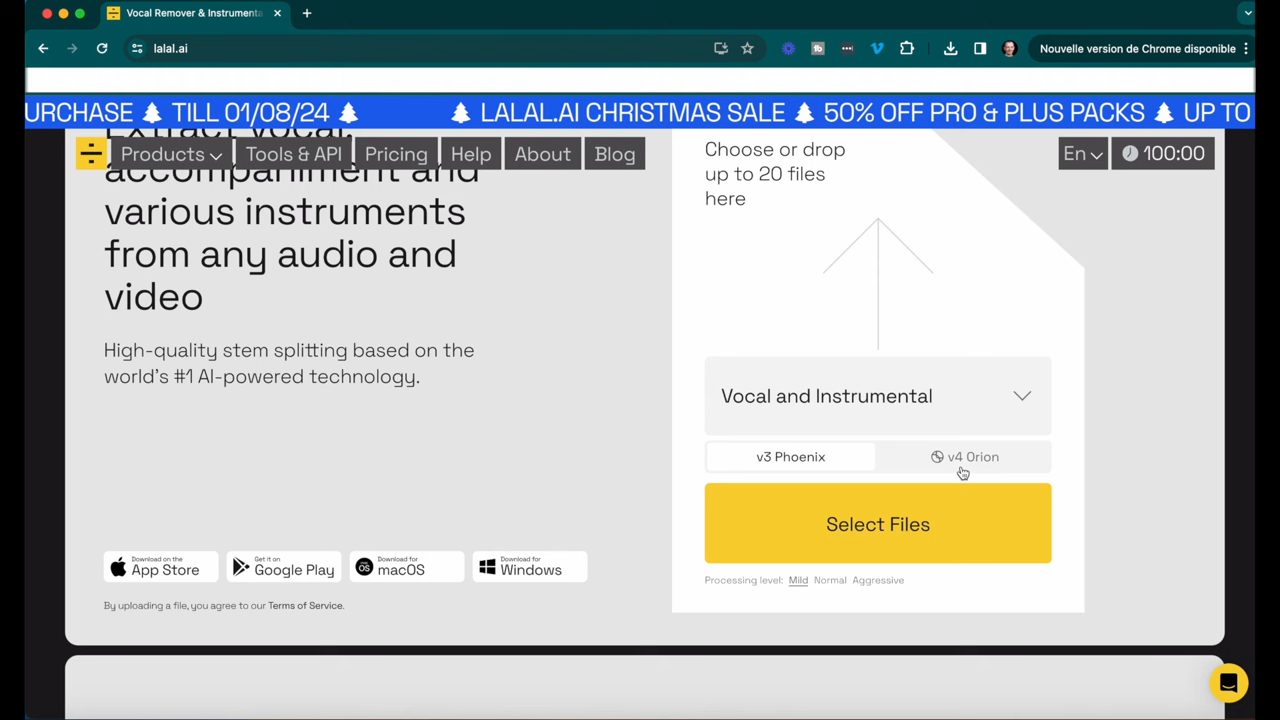 Vocal Remover & Instrumenta
lalal.ai
Nouvelle version de Chrome disponible
URCHASE 🌲 TILL 01/08/24 🌲 🌲 LALAL.AI CHRISTMAS SALE 🌲 50% OFF PRO & PLUS PACKS 🌲 UP TO
Products
Tools & API
Pricing
Help
About
Blog
En
100:00
Extract vocal,
accompaniment and
various instruments
from any audio and
video
High-quality stem splitting based on the
world's #1 AI-powered technology.
Download on the
App Store
Get it on
Google Play
Download for
macOS
Download for
Windows
By uploading a file, you agree to our Terms of Service.
Choose or drop
up to 20 files
here
Vocal and Instrumental
v3 Phoenix
v4 Orion
Select Files
Processing level: Mild Normal Aggressive